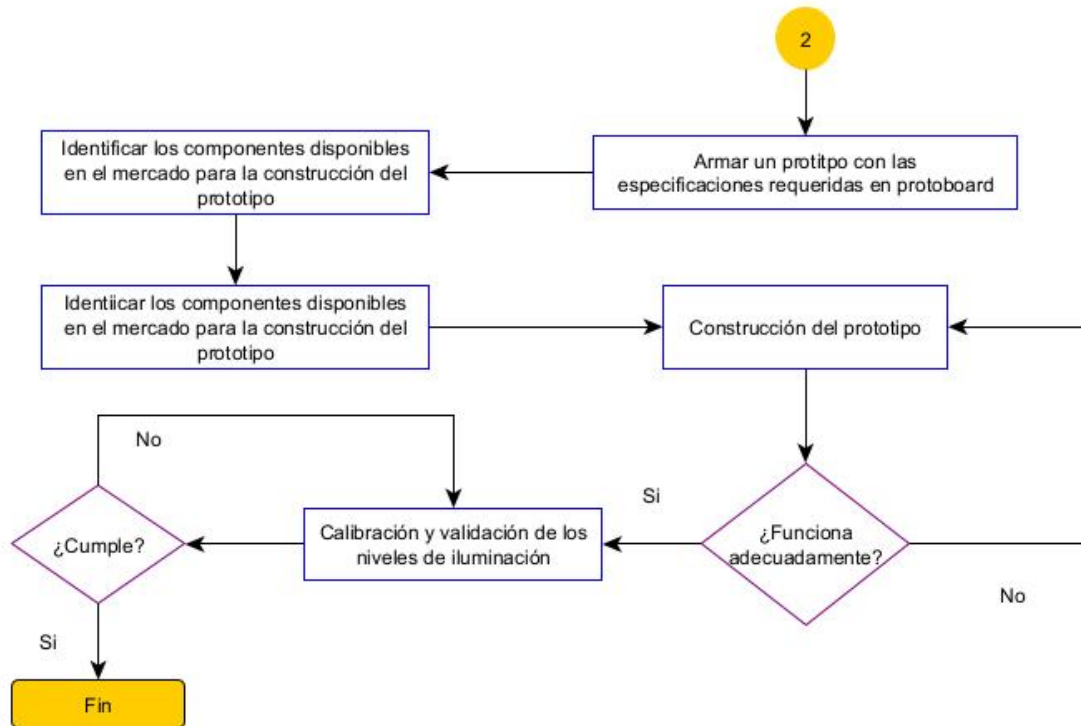 2
Armar un protitpo con las
especificaciones requeridas en protoboard
Identificar los componentes disponibles
en el mercado para la construcción del
prototipo
Identiicar los componentes disponibles
en el mercado para la construcción del
prototipo
Construcción del prototipo
¿Funciona
adecuadamente?
No
Si
Calibración y validación de los
niveles de iluminación
¿Cumple?
No
Si
Fin